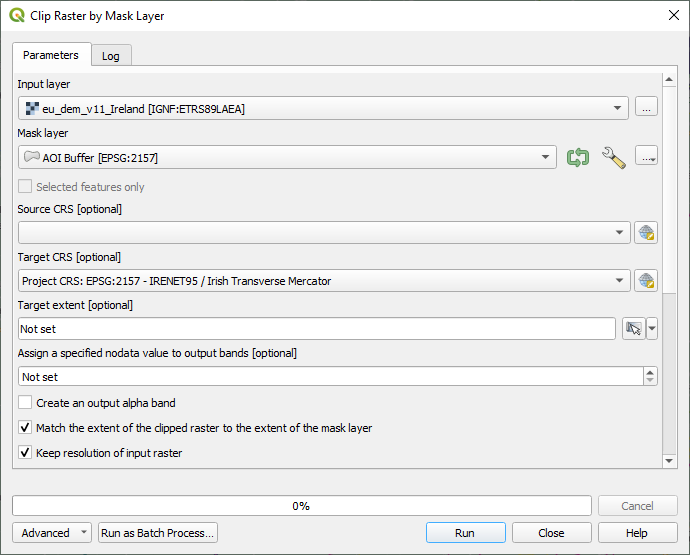 Clip Raster by Mask Layer
Parameters
Log
Input layer
eu_dem_v11_Ireland [IGNF:ETRS89LAEA]
...
Mask layer
AOI Buffer [EPSG:2157]
...
Selected features only
Source CRS [optional]
Target CRS [optional]
Project CRS: EPSG:2157 - IRENET95 / Irish Transverse Mercator
Target extent [optional]
Not set
Assign a specified nodata value to output bands [optional]
Not set
Create an output alpha band
Match the extent of the clipped raster to the extent of the mask layer
Keep resolution of input raster
0%
Cancel
Advanced
Run as Batch Process...
Run
Close
Help